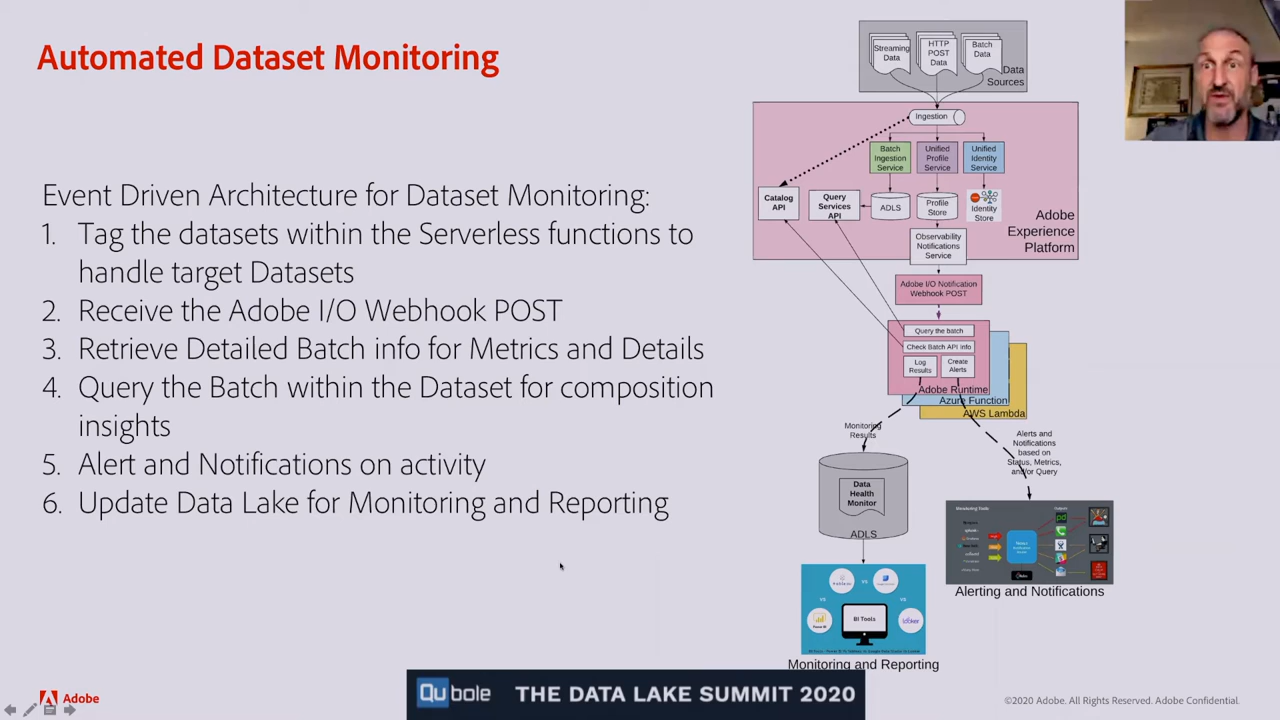 Automated Dataset Monitoring
Event Driven Architecture for Dataset Monitoring:
1. Tag the datasets within the Serverless functions to
handle target Datasets
2. Receive the Adobe I/O Webhook POST
3. Retrieve Detailed Batch info for Metrics and Details
4. Query the Batch within the Dataset for composition
insights
5. Alert and Notifications on activity
6. Update Data Lake for Monitoring and Reporting
Streaming
Data
HTTP
POST
Data
Batch
Data
Data
Sources
Ingestion
Batch
Ingestion
Service
Unified
Profile
Service
Unified
Identity
Service
Catalog
API
Query
Services
API
ADLS
Profile
Store
Identity
Store
Adobe
Experience
Platform
Observability
Notifications
Service
Adobe I/O Notification
Webhook POST
Query the batch
Check Batch API info
Log
Results
Create
Alerts
Adobe Runtime
Azure Function
AWS Lambda
Monitoring
Results
Alerts and
Notifications
based on
Status, Metrics,
and/or Query
Data
Health
Monitor
ADLS
Monitoring Tools
Alerting and Notifications
vs
vs
vs
Power BI
BI Tools
looker
Monitoring and Reporting
Adobe
Qubole THE DATA LAKE SUMMIT 2020
©2020 Adobe. All Rights Reserved. Adobe Confidential.